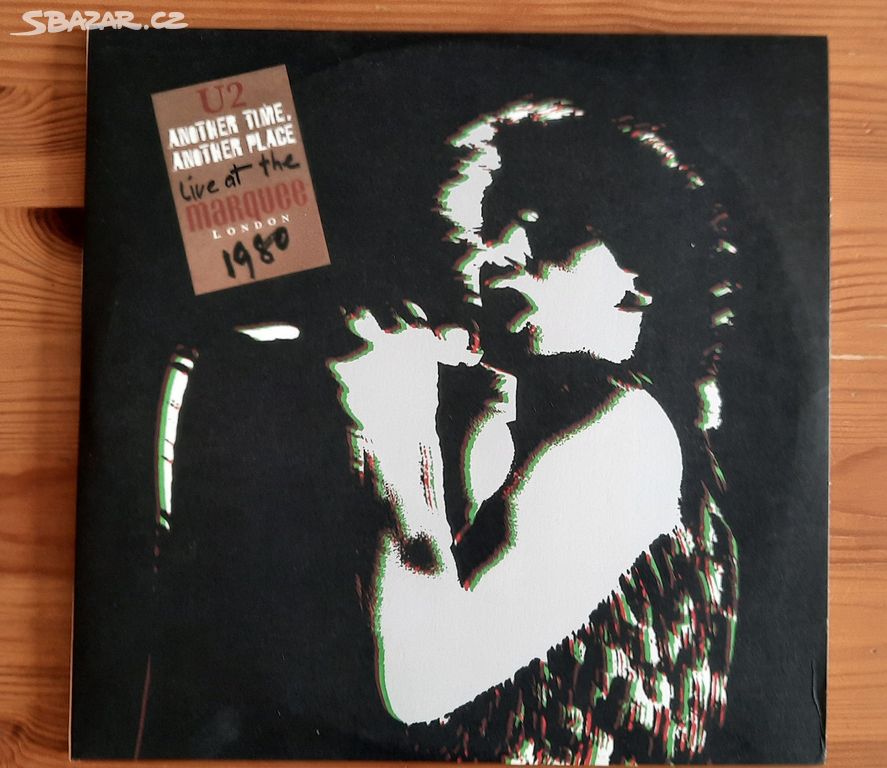 SBAZAR.CZ
U2
ANOTHER TIME,
ANOTHER PLACE
Live at the
MARQUEE
LONDON
1980